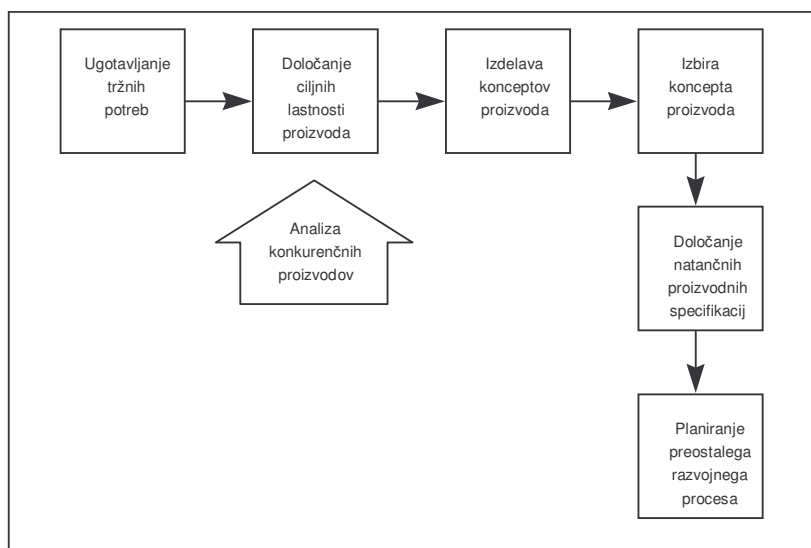 Ugotavljanje
tržnih
potreb
Določanje
ciljnih
lastnosti
proizvoda
Izdelava
konceptov
proizvoda
Izbira
koncepta
proizvoda
Analiza
konkurenčnih
proizvodov
Določanje
natančnih
proizvodnih
specifikacij
Planiranje
preostalega
razvojnega
procesa